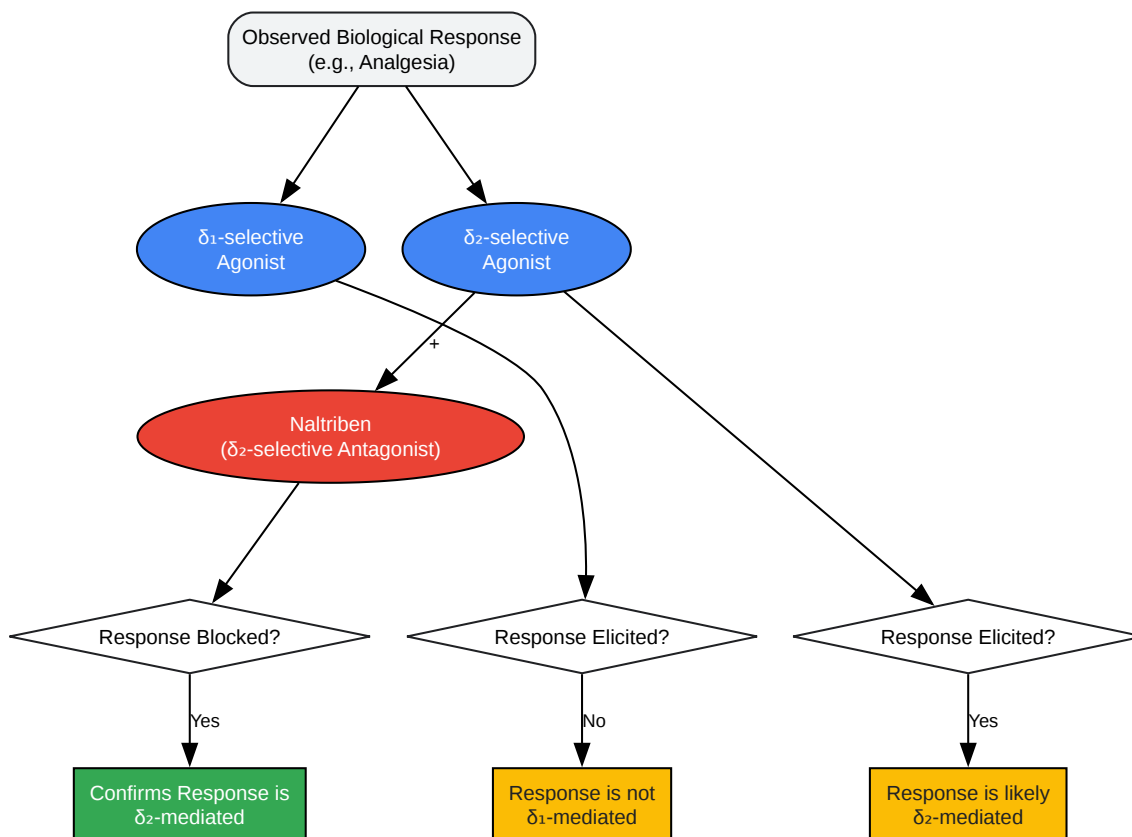 Observed Biological Response
(e.g., Analgesia)
δ₁-selective
Agonist
δ₂-selective
Agonist
+
Naltriben
(δ₂-selective Antagonist)
Response Blocked?
Response Elicited?
Response Elicited?
Yes
No
Yes
Confirms Response is
δ₂-mediated
Response is not
δ₁-mediated
Response is likely
δ₂-mediated